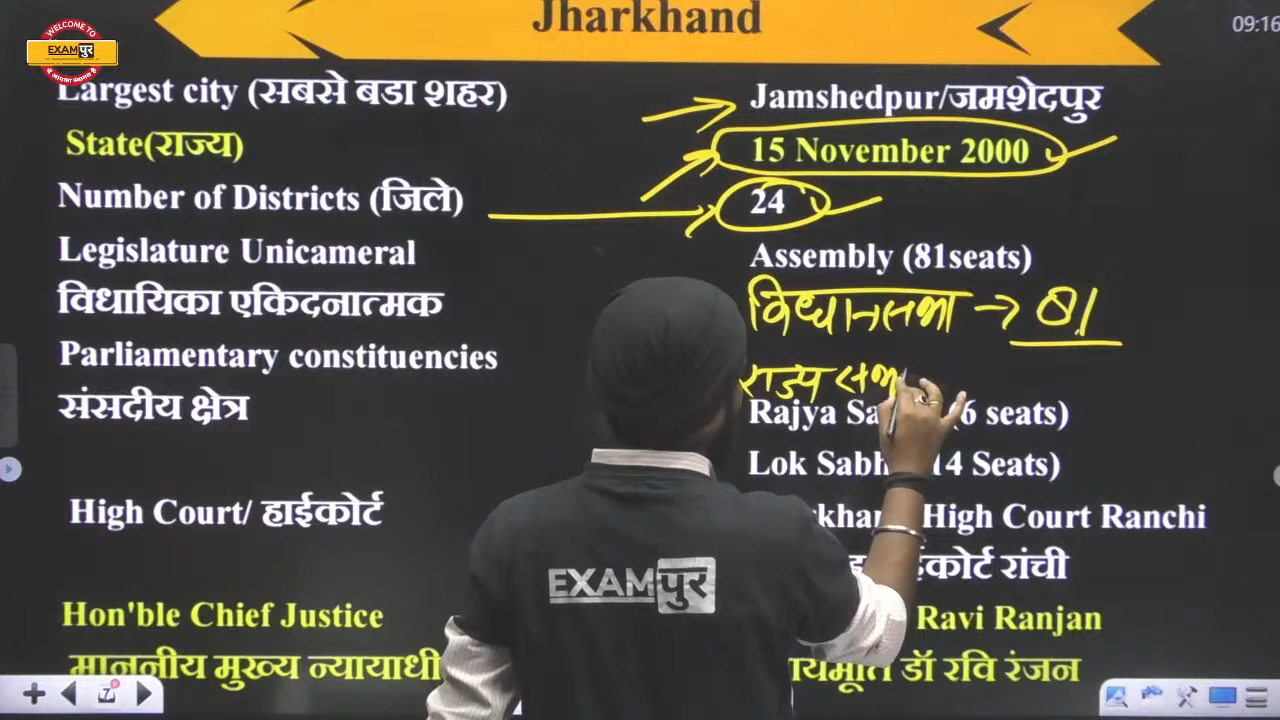 Jharkhand
09:16
WELCOME TO
EXAMपुर
Largest city (सबसे बडा शहर)
Jamshedpur/जमशेदपुर
State(राज्य)
15 November 2000
Number of Districts (जिले)
24
Legislature Unicameral
Assembly (81seats)
विधायिका एकिदनात्मक
विधानसभा → 81
Parliamentary constituencies
राज्य सभ
संसदीय क्षेत्र
Rajya Sa (6 seats)
Lok Sabh 14 Seats)
High Court/ हाईकोर्ट
High Court Ranchi
ईकोर्ट रांची
EXAMपुर
Hon'ble Chief Justice
Ravi Ranjan
माननीय मुख्य न्यायाधी
डॉ रवि रंजन
7